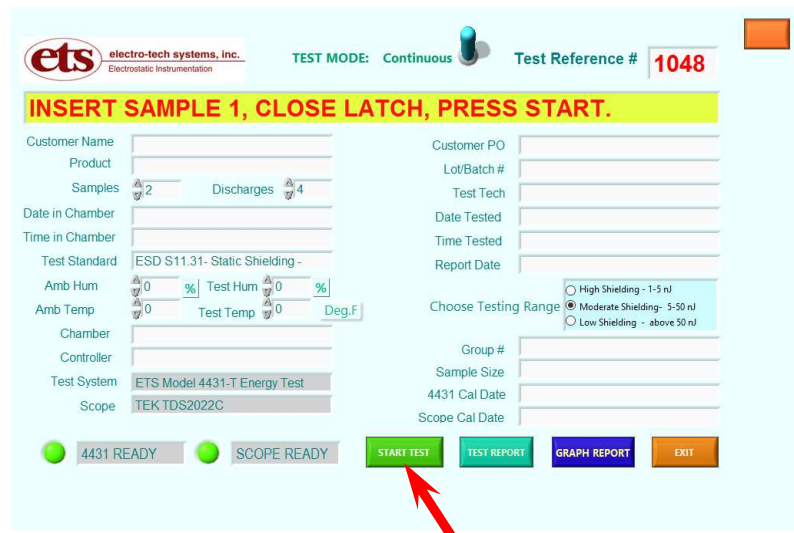 ets electro-tech systems, inc.
Electrostatic Instrumentation
TEST MODE: Continuous
Test Reference # 1048
INSERT SAMPLE 1, CLOSE LATCH, PRESS START.
Customer Name
Product
Samples 2 Discharges 4
Date in Chamber
Time in Chamber
Test Standard ESD S11.31- Static Shielding -
Amb Hum 0 % Test Hum 0 %
Amb Temp 0 Test Temp 0 Deg.F
Chamber
Controller
Test System ETS Model 4431-T Energy Test
Scope TEK TDS2022C
Customer PO
Lot/Batch #
Test Tech
Date Tested
Time Tested
Report Date
Choose Testing Range
High Shielding - 1-5 nJ
Moderate Shielding- 5-50 nJ
Low Shielding - above 50 nJ
Group #
Sample Size
4431 Cal Date
Scope Cal Date
4431 READY SCOPE READY START TEST TEST REPORT GRAPH REPORT EXIT